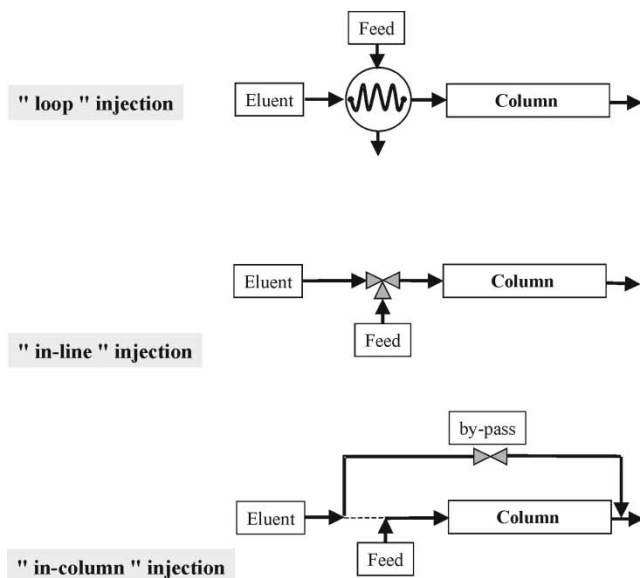 Feed
" loop " injection
Eluent
Column
Eluent
Column
Feed
" in-line " injection
by-pass
Eluent
Column
Feed
" in-column " injection